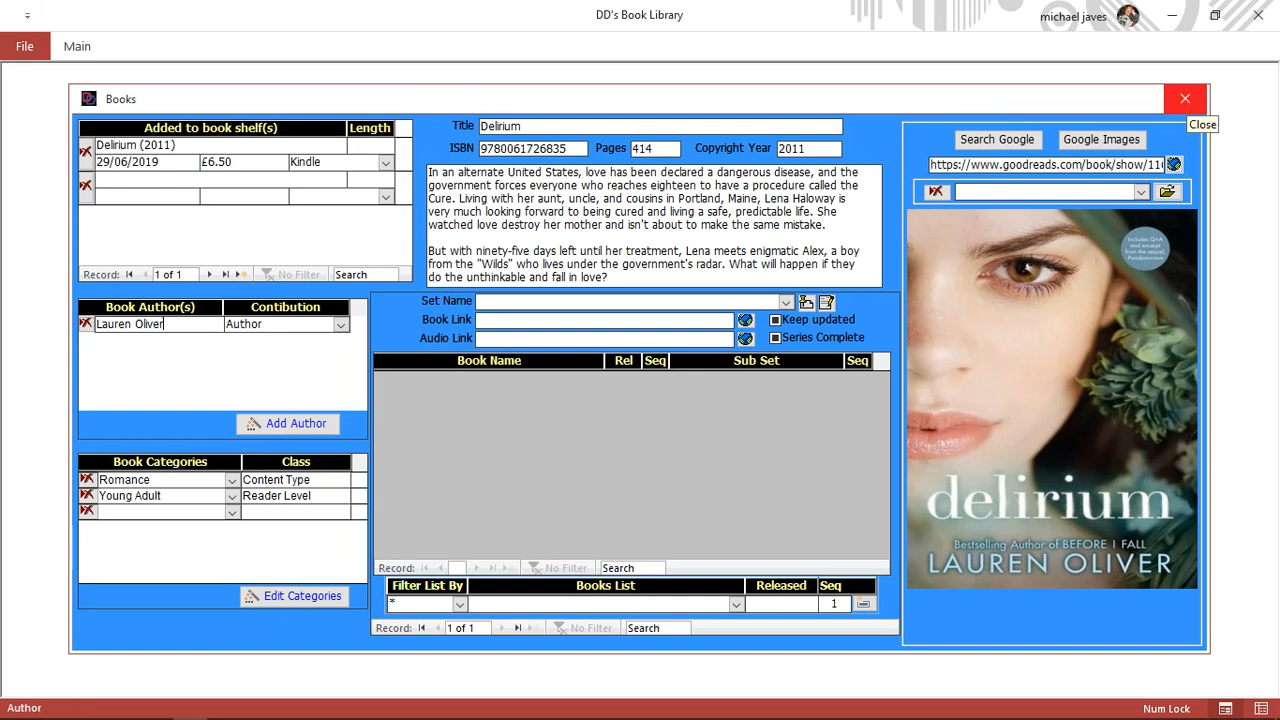 DD's Book Library
michael javes
File
Main
Books
Close
Added to book shelf(s)
Length
Delirium (2011)
29/06/2019
£6.50
Kindle
Record:
1 of 1
No Filter
Search
Title
Delirium
ISBN
9780061726835
Pages
414
Copyright Year
2011
In an alternate United States, love has been declared a dangerous disease, and the
government forces everyone who reaches eighteen to have a procedure called the
Cure. Living with her aunt, uncle, and cousins in Portland, Maine, Lena Haloway is
very much looking forward to being cured and living a safe, predictable life. She
watched love destroy her mother and isn't about to make the same mistake.
But with ninety-five days left until her treatment, Lena meets enigmatic Alex, a boy
from the "Wilds" who lives under the government's radar. What will happen if they
do the unthinkable and fall in love?
Search Google
Google Images
https://www.goodreads.com/book/show/11
Includes Q+A
and excerpt
from the sequel,
Pandemonium
delirium
Bestselling Author of BEFORE I FALL
LAUREN OLIVER
Book Author(s)
Contibution
Lauren Oliver
Author
Add Author
Book Categories
Class
Romance
Content Type
Young Adult
Reader Level
Edit Categories
Set Name
Book Link
Keep updated
Audio Link
Series Complete
Book Name
Rel
Seq
Sub Set
Seq
Record:
No Filter
Search
Filter List By
Books List
Released
Seq
*
1
Record:
1 of 1
No Filter
Search
Author
Num Lock